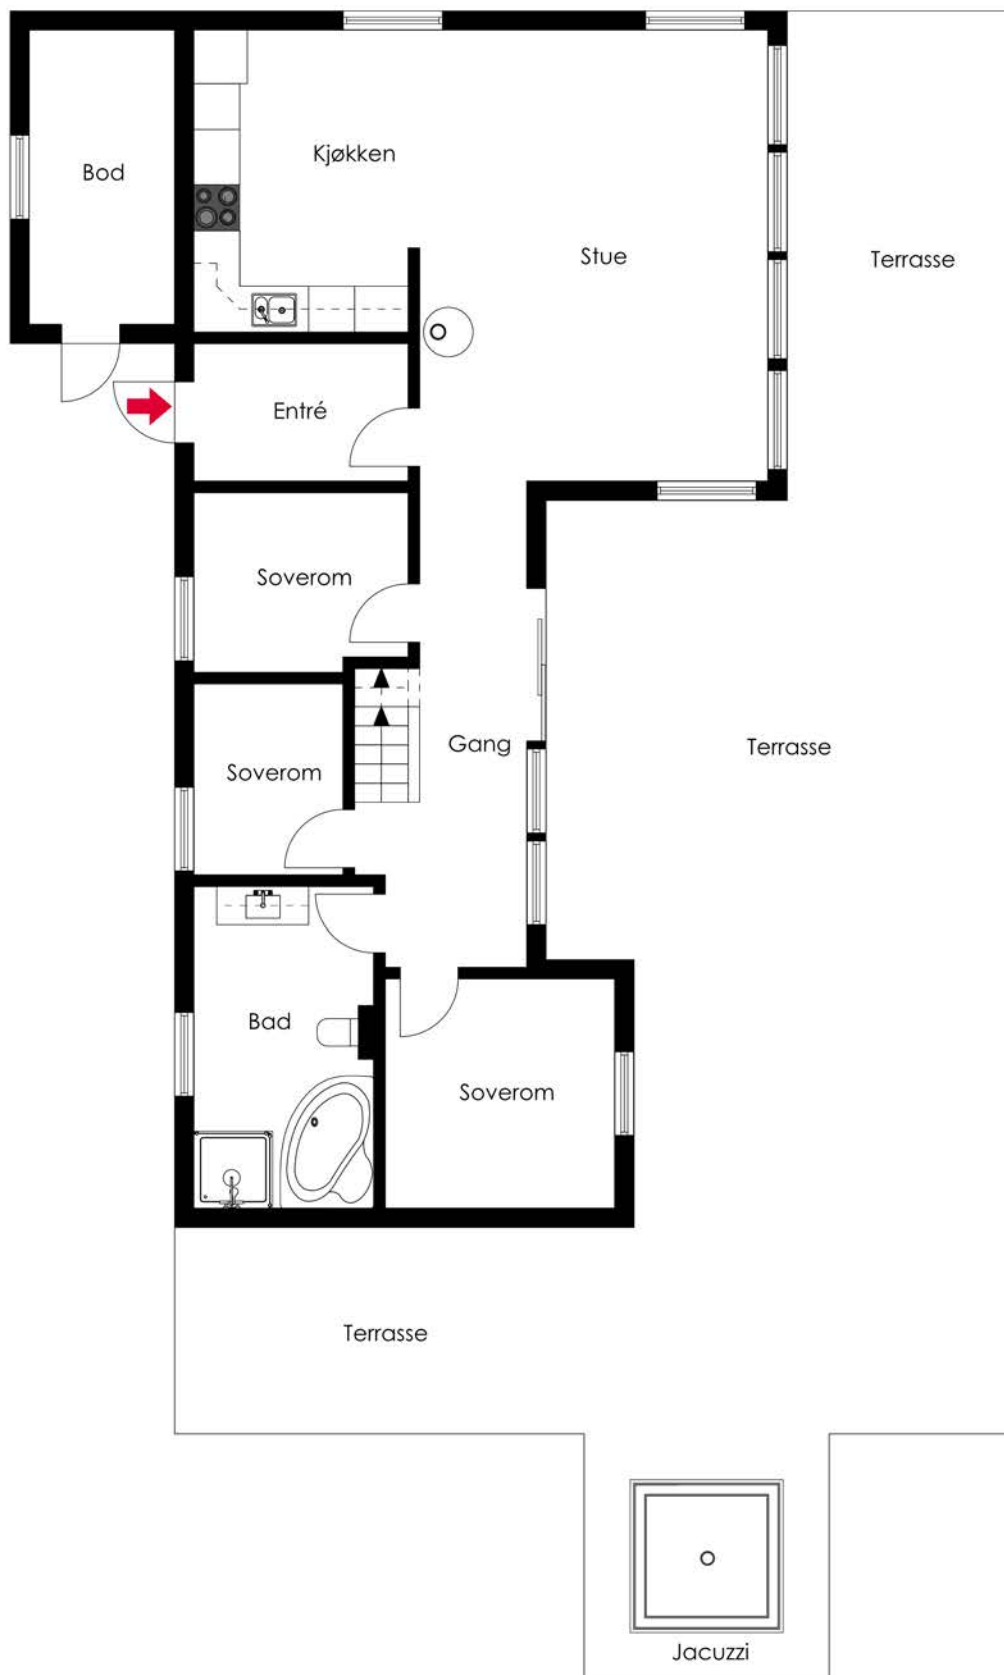 Kjøkken
Bod
Stue
Terrasse
Entré
Soverom
Gang
Terrasse
Soverom
Bad
Soverom
Terrasse
Jacuzzi